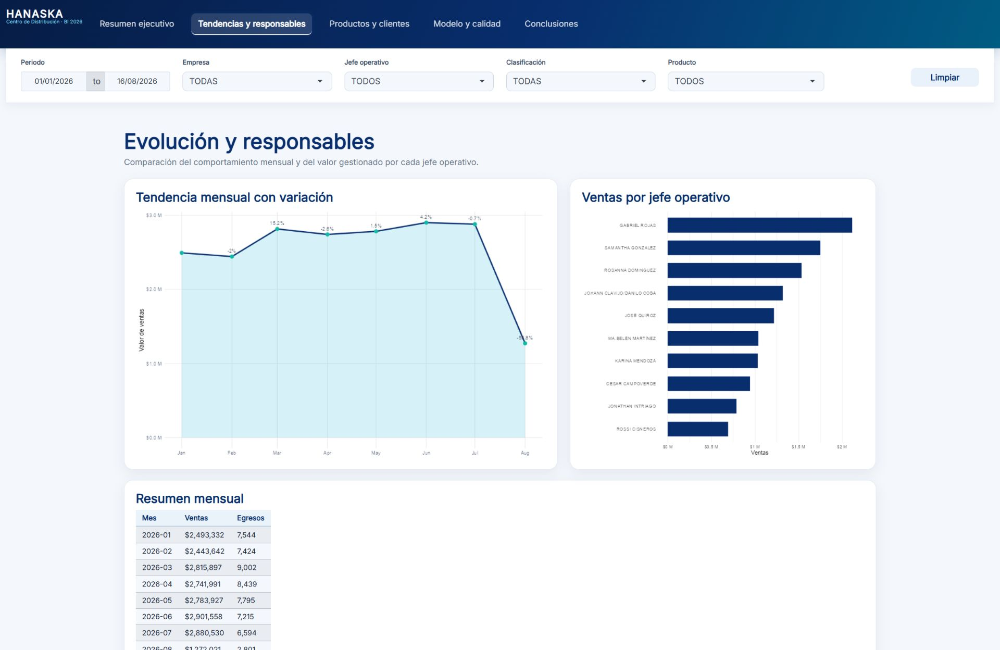 HANASKA
Centro de Distribución · BI 2026
Resumen ejecutivo
Tendencias y responsables
Productos y clientes
Modelo y calidad
Conclusiones
Periodo
01/01/2026 to 16/08/2026
Empresa
TODAS
Jefe operativo
TODOS
Clasificación
TODAS
Producto
TODOS
Limpiar
Evolución y responsables
Comparación del comportamiento mensual y del valor gestionado por cada jefe operativo.
Tendencia mensual con variación
$3.0 M
$2.0 M
$1.0 M
$0.0 M
Valor de ventas
-2%
15.2%
-2.6%
1.5%
4.2%
-0.7%
Jan Feb Mar Apr May Jun Jul Aug
Ventas por jefe operativo
GABRIEL ROJAS
SAMANTHA GONZALEZ
ROSANNA DOMINGUEZ
JOHANN CLAVIJO/DANILO COBA
JOSE QUIROZ
MA.BELEN MARTÍNEZ
KARINA MENDOZA
CESAR CAMPOVERDE
JONATHAN INTRIAGO
ROSSI CISNEROS
$0 M $0.5 M $1 M $1.5 M $2 M
Ventas
Resumen mensual
Mes Ventas Egresos
2026-01 $2,493,332 7,544
2026-02 $2,443,642 7,424
2026-03 $2,815,897 9,002
2026-04 $2,741,991 8,439
2026-05 $2,783,927 7,795
2026-06 $2,901,558 7,215
2026-07 $2,880,530 6,594
2026-08 $1,272,021 2,801